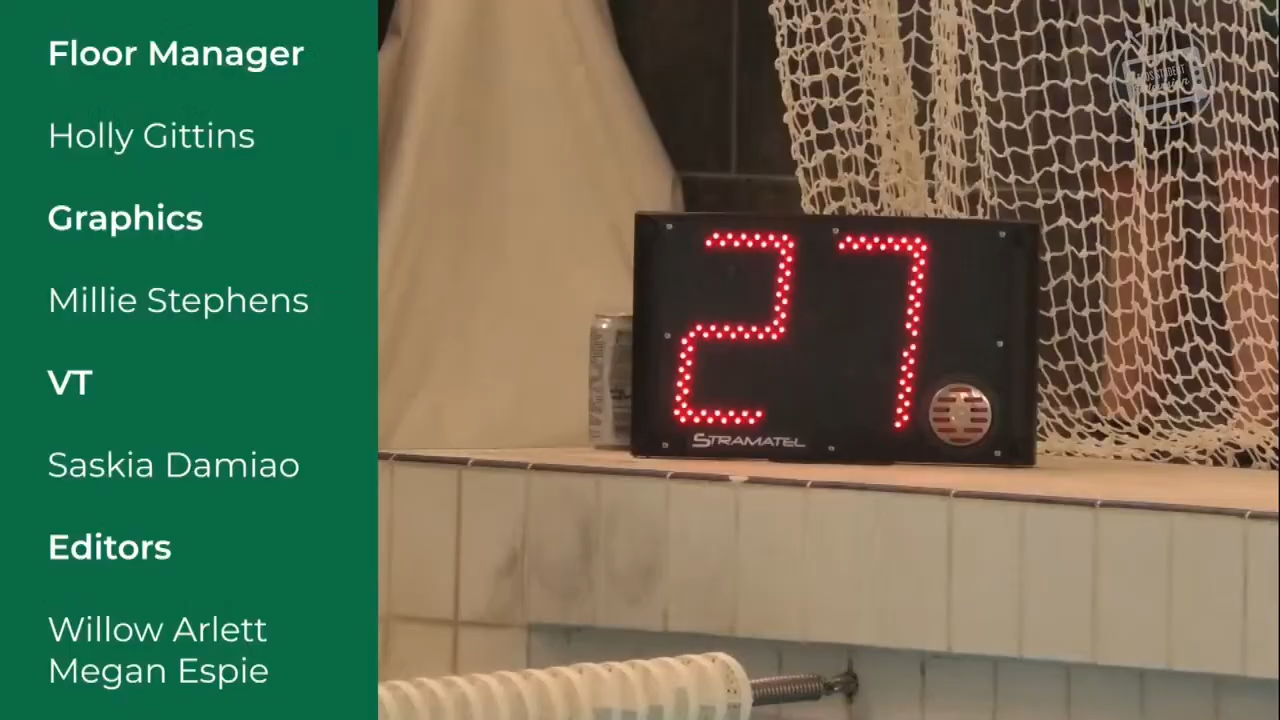 Floor Manager
Holly Gittins
Graphics
Millie Stephens
VT
Saskia Damiao
Editors
Willow Arlett
Megan Espie
27
STRAMATEL